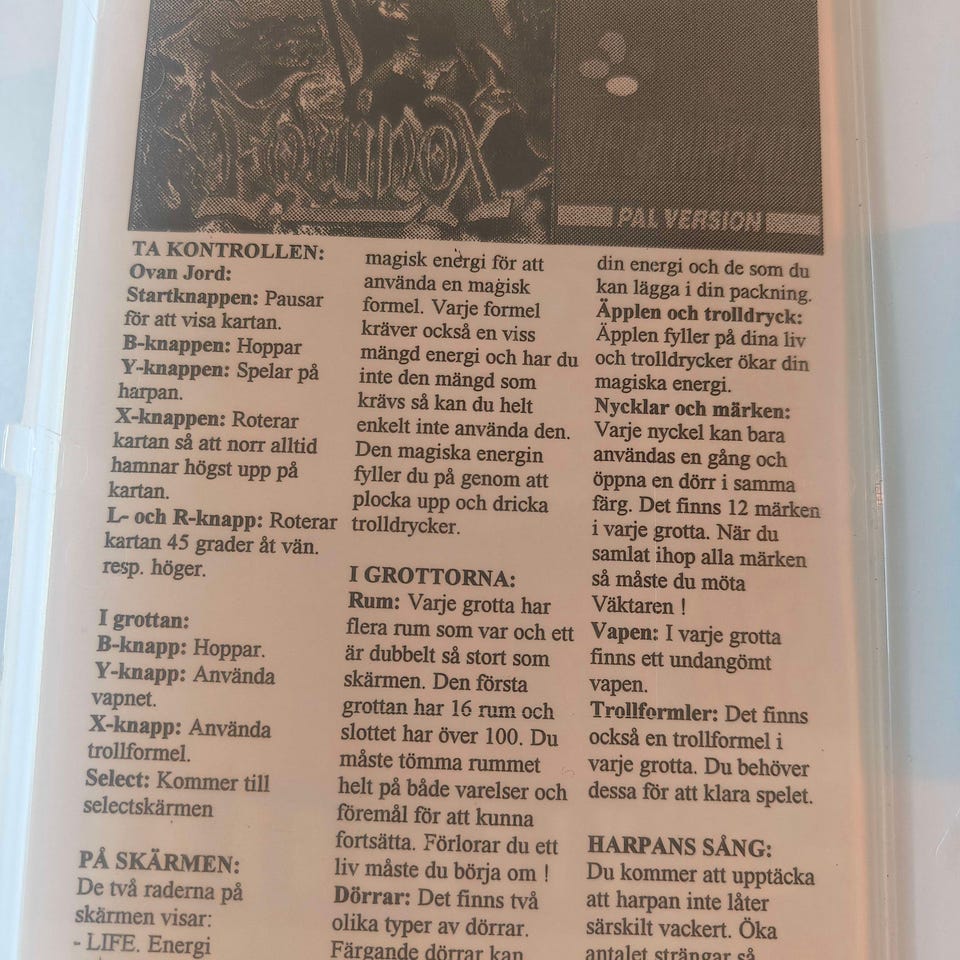 Equinox
PAL VERSION
TA KONTROLLEN:
Ovan Jord:
Startknappen: Pausar
för att visa kartan.
B-knappen: Hoppar
Y-knappen: Spelar på
harpan.
X-knappen: Roterar
kartan så att norr alltid
hamnar högst upp på
kartan.
L- och R-knapp: Roterar
kartan 45 grader åt vän.
resp. höger.
I grottan:
B-knapp: Hoppar.
Y-knapp: Använda
vapnet.
X-knapp: Använda
trollformel.
Select: Kommer till
selectskärmen
PÅ SKÄRMEN:
De två raderna på
skärmen visar:
- LIFE. Energi
magisk energi för att
använda en magisk
formel. Varje formel
kräver också en viss
mängd energi och har du
inte den mängd som
krävs så kan du helt
enkelt inte använda den.
Den magiska energin
fyller du på genom att
plocka upp och dricka
trolldrycker.
I GROTTORNA:
Rum: Varje grotta har
flera rum som var och ett
är dubbelt så stort som
skärmen. Den första
grottan har 16 rum och
slottet har över 100. Du
måste tömma rummet
helt på både varelser och
föremål för att kunna
fortsätta. Förlorar du ett
liv måste du börja om !
Dörrar: Det finns två
olika typer av dörrar.
Färgande dörrar kan
din energi och de som du
kan lägga i din packning.
Äpplen och trolldryck:
Äpplen fyller på dina liv
och trolldrycker ökar din
magiska energi.
Nycklar och märken:
Varje nyckel kan bara
användas en gång och
öppna en dörr i samma
färg. Det finns 12 märken
i varje grotta. När du
samlat ihop alla märken
så måste du möta
Väktaren !
Vapen: I varje grotta
finns ett undangömt
vapen.
Trollformler: Det finns
också en trollformel i
varje grotta. Du behöver
dessa för att klara spelet.
HARPANS SÅNG:
Du kommer att upptäcka
att harpan inte låter
särskilt vackert. Öka
antalet strängar så